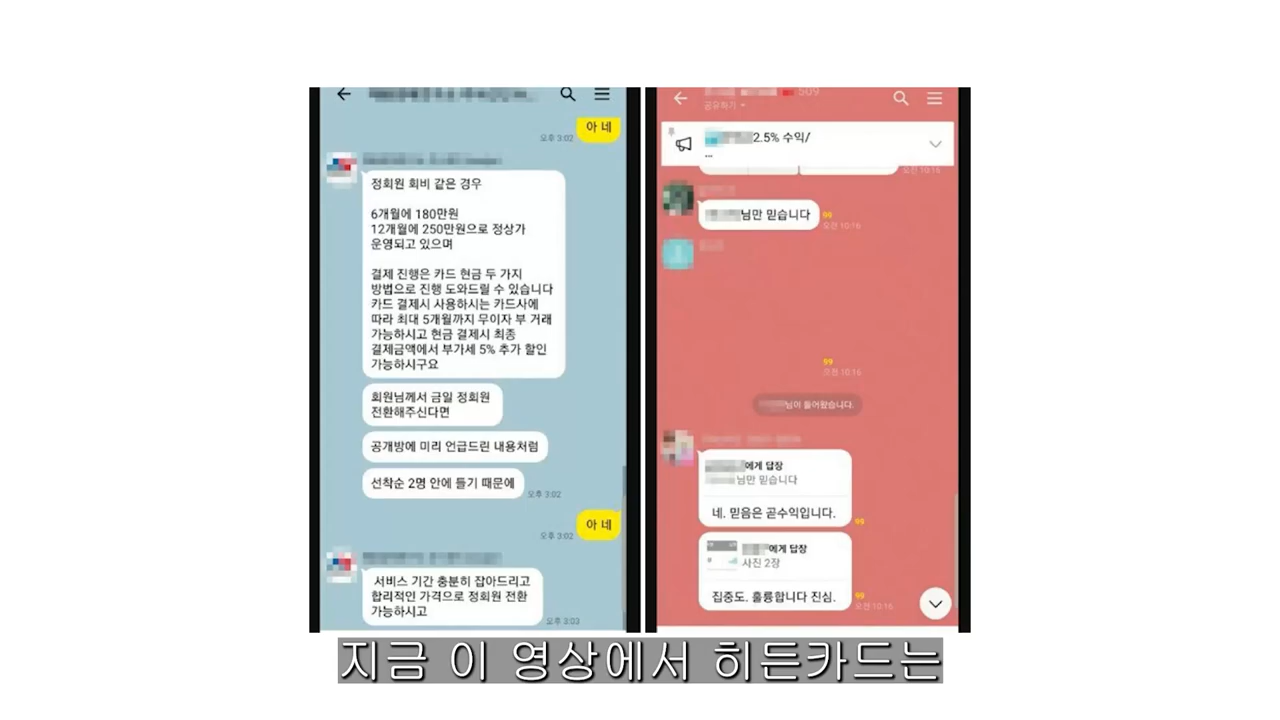 아 네
오후 3:02
정회원 회비 같은 경우
6개월에 180만원
12개월에 250만원으로 정상가
운영되고 있으며
결제 진행은 카드 현금 두 가지
방법으로 진행 도와드릴 수 있습니다
카드 결제시 사용하시는 카드사에
따라 최대 5개월까지 무이자 부 거래
가능하시고 현금 결제시 최종
결제금액에서 부가세 5% 추가 할인
가능하시구요
회원님께서 금일 정회원
전환해주신다면
공개방에 미리 언급드린 내용처럼
선착순 2명 안에 들기 때문에
오후 3:02
아 네
오후 3:02
서비스 기간 충분히 잡아드리고
합리적인 가격으로 정회원 전환
가능하시고
오후 3:03
509
공유하기
2.5% 수익/
...
오전 10:16
님만 믿습니다
99
오전 10:16
99
오전 10:16
님이 들어왔습니다.
에게 답장
님만 믿습니다
네. 믿음은 곧수익입니다.
99
에게 답장
사진 2장
집중도. 훌륭합니다 진심.
99
오전 10:16
지금 이 영상에서 히든카드는